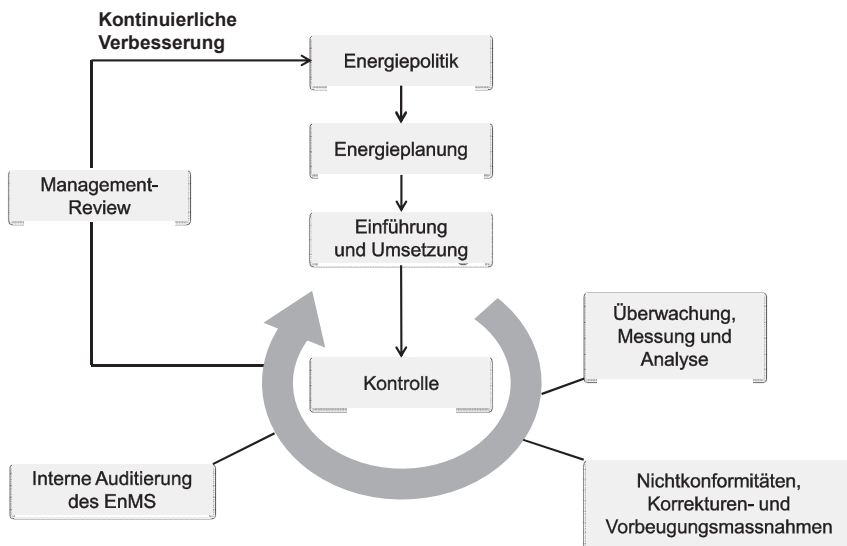 Kontinuierliche
Verbesserung
Energiepolitik
Energieplanung
Management-
Review
Einführung
und Umsetzung
Überwachung,
Messung und
Analyse
Kontrolle
Interne Auditierung
des EnMS
Nichtkonformitäten,
Korrekturen- und
Vorbeugungsmassnahmen